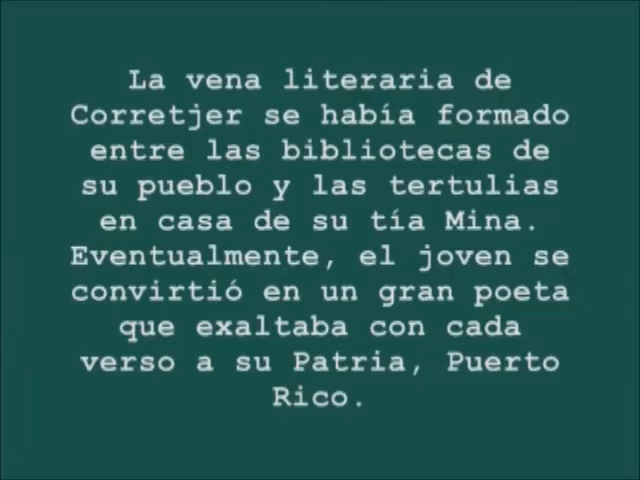 La vena literaria de
Corretjer se había formado
entre las bibliotecas de
su pueblo y las tertulias
en casa de su tía Mina.
Eventualmente, el joven se
convirtió en un gran poeta
que exaltaba con cada
verso a su Patria, Puerto
Rico.